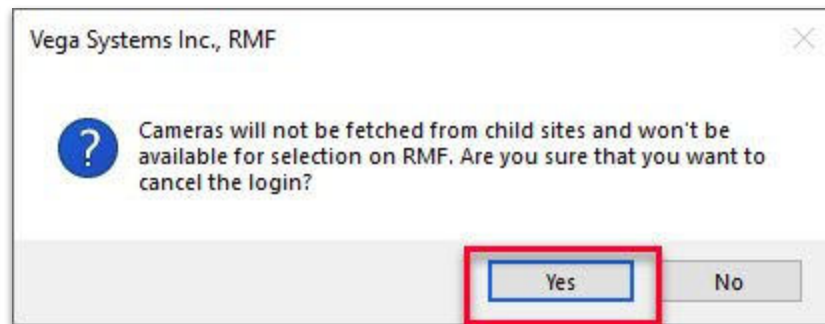 Vega Systems Inc., RMF
Cameras will not be fetched from child sites and won't be
available for selection on RMF. Are you sure that you want to
cancel the login?
Yes
No